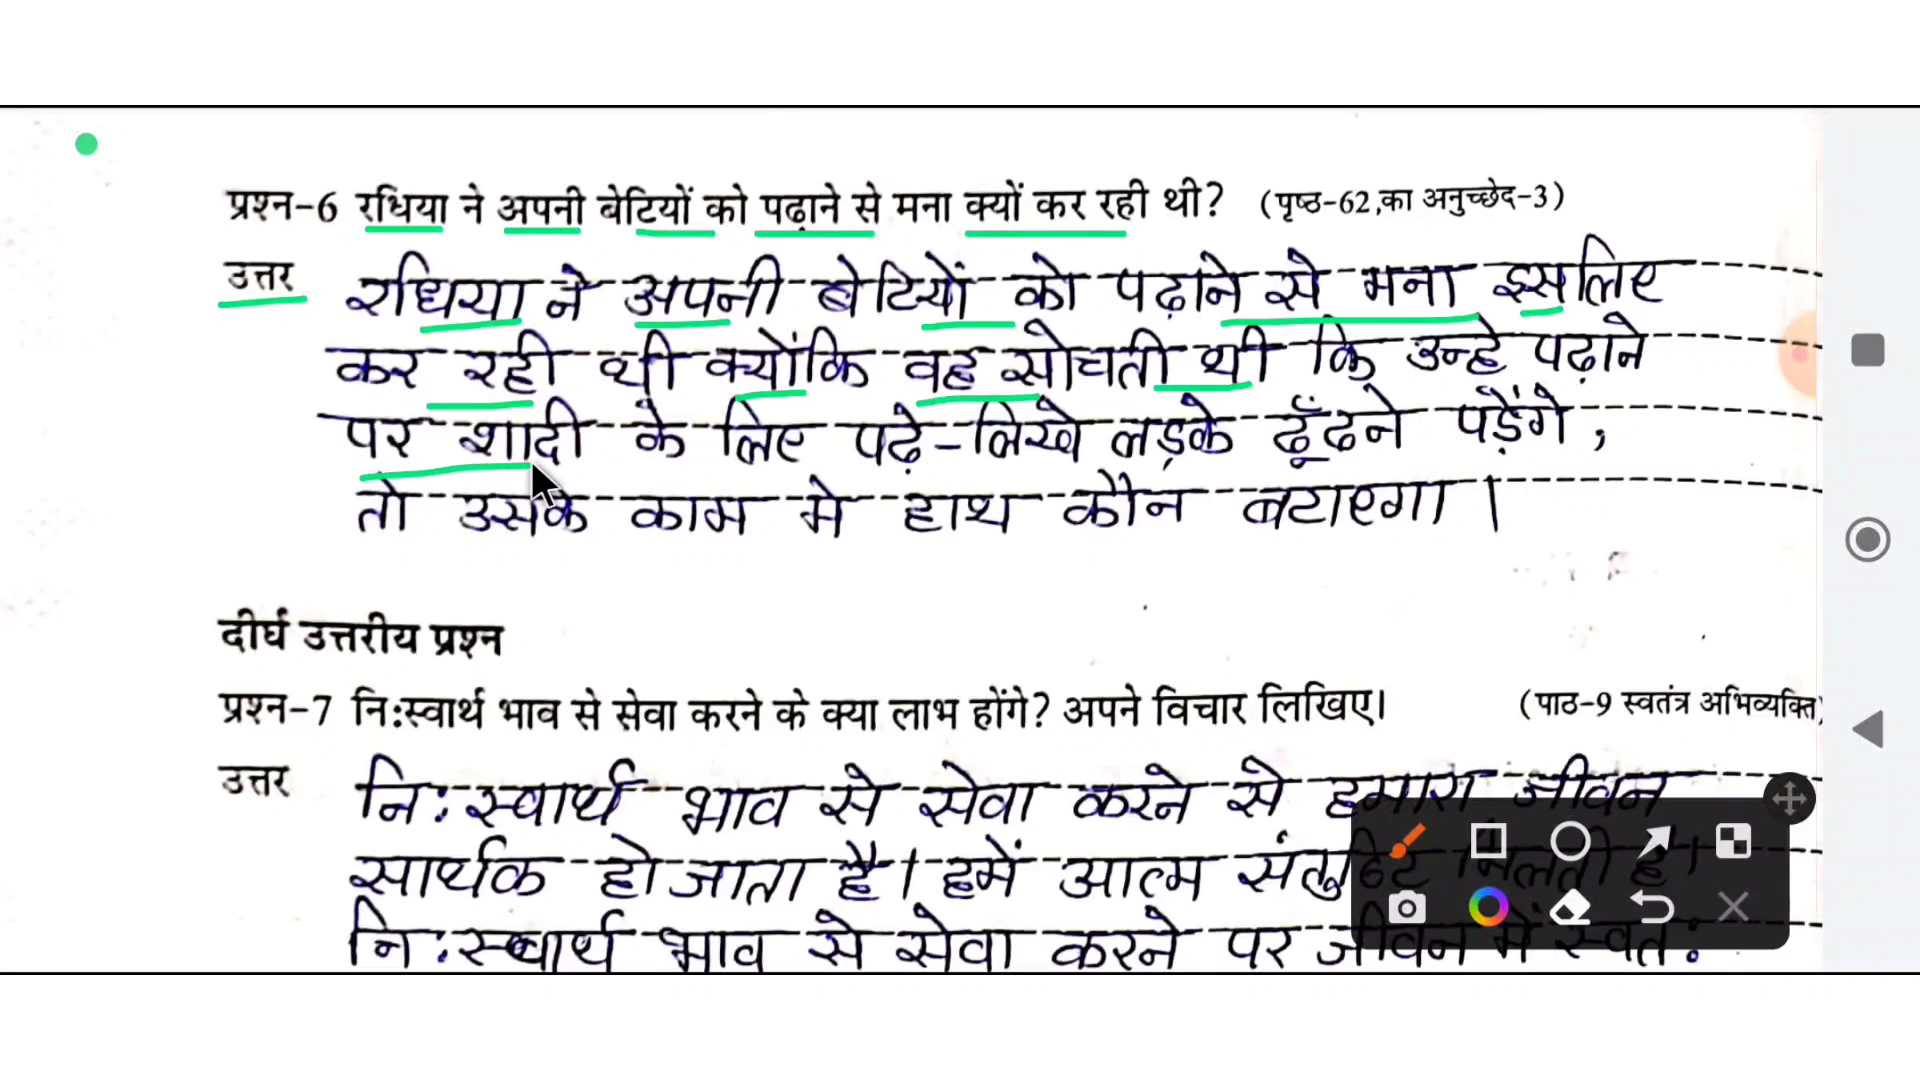 प्रश्न-6 रधिया ने अपनी बेटियों को पढ़ाने से मना क्यों कर रही थी? (पृष्ठ-62,का अनुच्छेद-3)
उत्तर रधिया ने अपनी बेटियों को पढ़ाने से मना इसलिए
कर रही थी क्योंकि वह सोचती थी कि उन्हे पढ़ाने
पर शादी के लिए पढ़े-लिखे लड़के ढूँढने पड़ेंगे,
तो उसके काम मे हाथ कौन बटाएगा।
दीर्घ उत्तरीय प्रश्न
प्रश्न-7 नि:स्वार्थ भाव से सेवा करने के क्या लाभ होंगे? अपने विचार लिखिए। (पाठ-9 स्वतंत्र अभिव्यक्ति)
उत्तर नि:स्वार्थ भाव से सेवा करने से हमारा जीवन
सार्थक हो जाता है। हमें आत्म संतुष्टि मिलती है।
नि:स्वार्थ भाव से सेवा करने पर जीवन में स्वत: